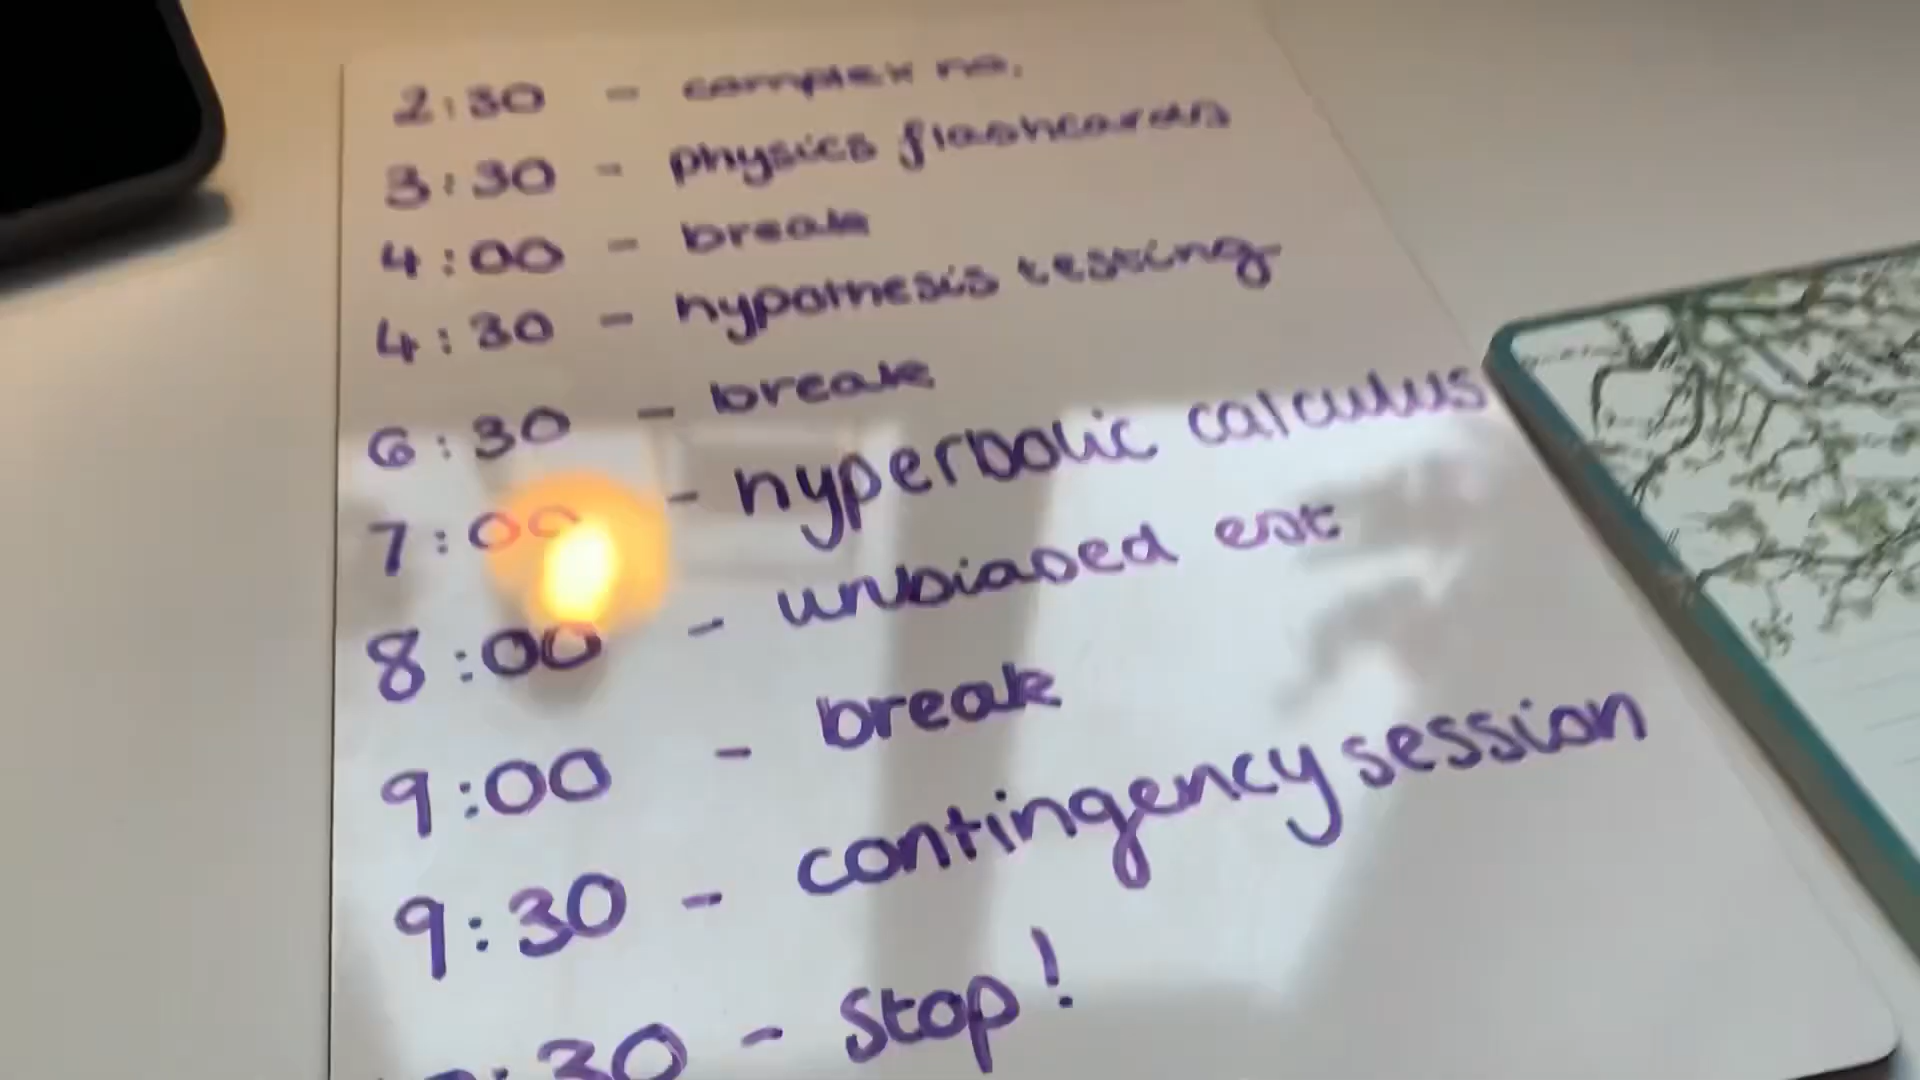 2:30 - complex no.
3:30 - physics flashcards
4:00 - break
4:30 - hypothesis testing
6:30 - break
7:00 - hyperbolic calculus
8:00 - unbiased est
9:00 - break
9:30 - contingency session
:30 - stop!